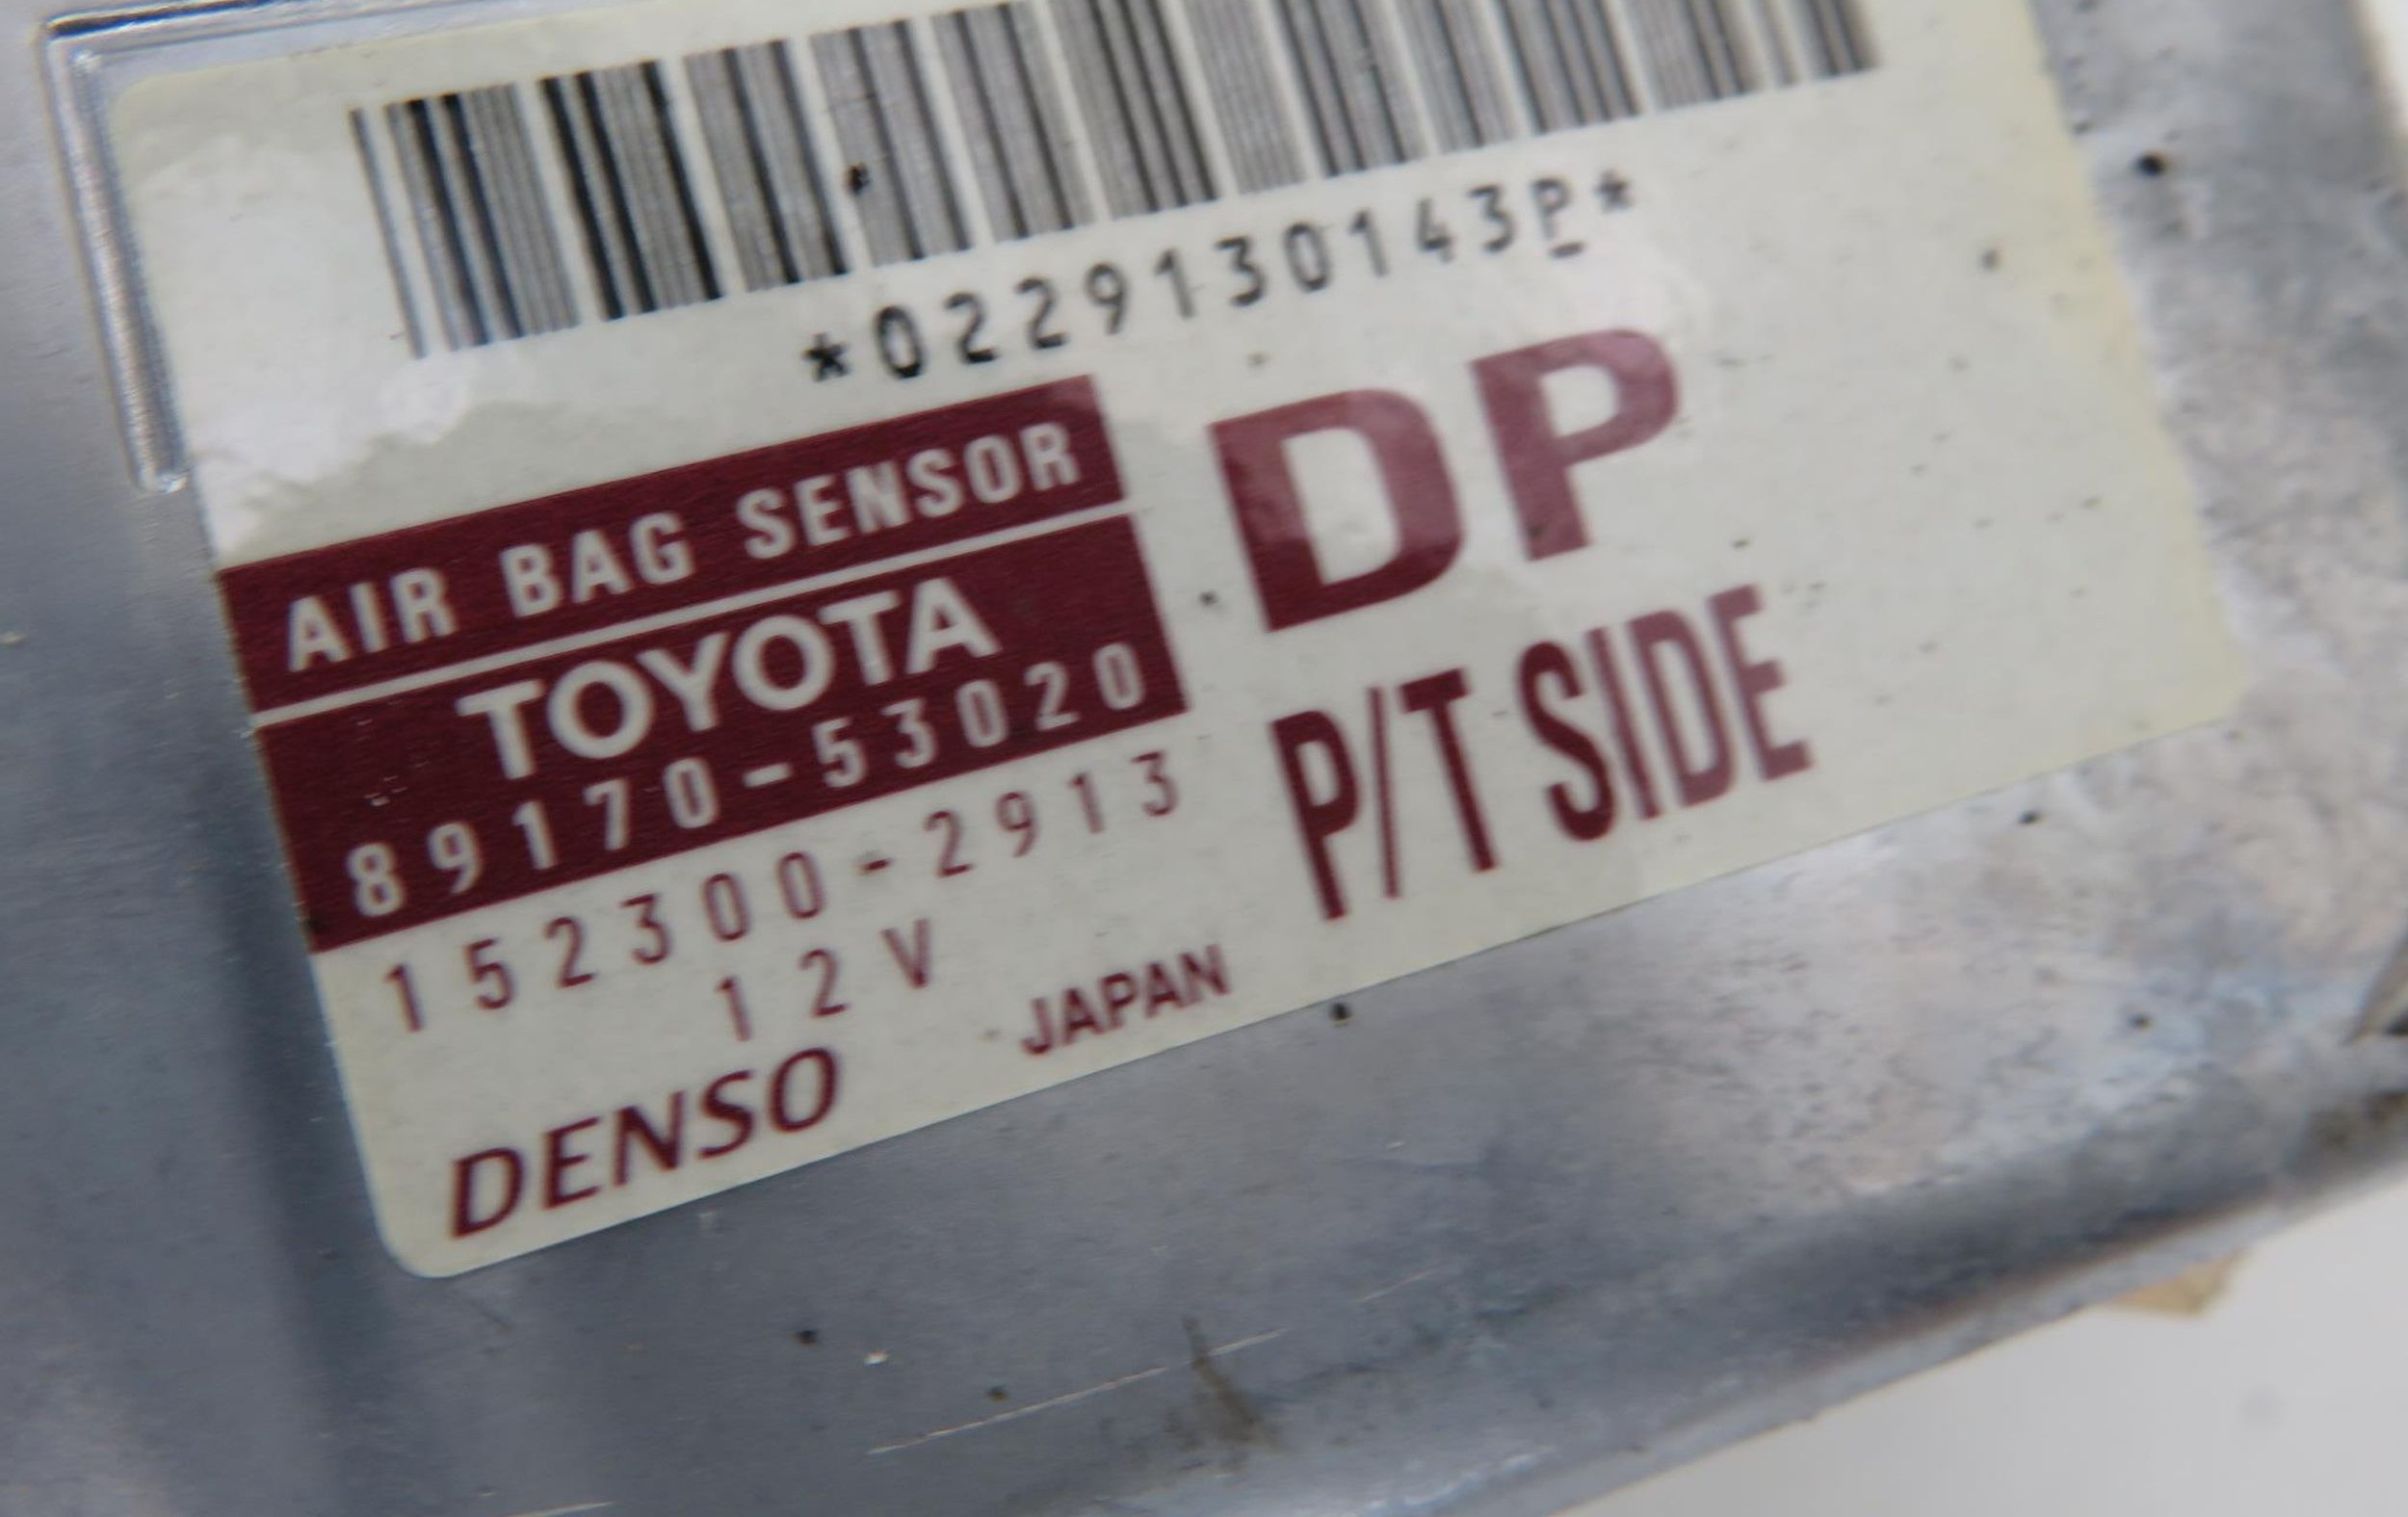 *0229130143P*
AIR BAG SENSOR
TOYOTA
89170-53020
152300-2913
12V
DENSO
JAPAN
DP
P/T SIDE